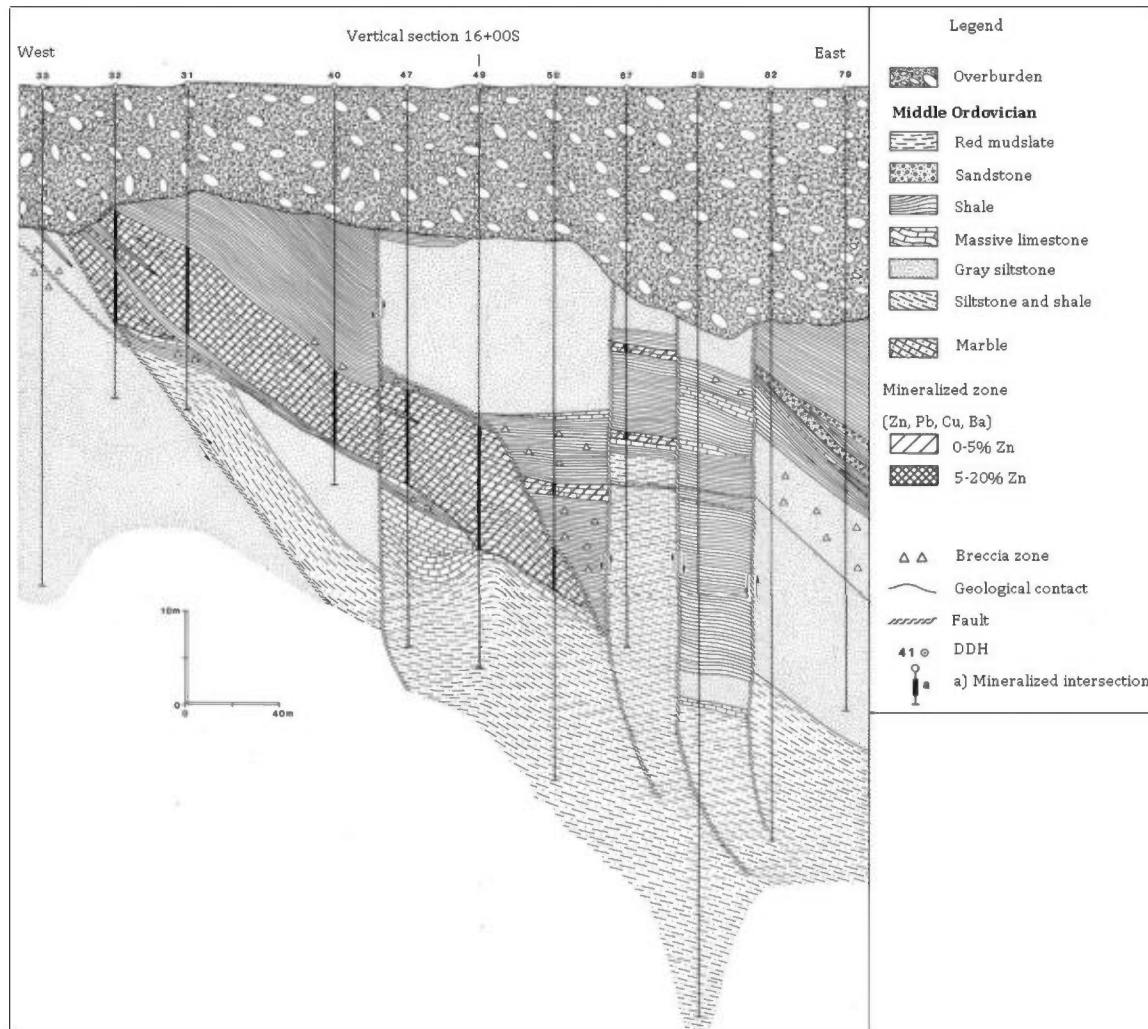 Vertical section 16+00S
West
East
33 32 31 40 47 49 67 82 79
10m
0
0 40m
Legend
Overburden
Middle Ordovician
Red mudslate
Sandstone
Shale
Massive limestone
Gray siltstone
Siltstone and shale
Marble
Mineralized zone
(Zn, Pb, Cu, Ba)
0-5% Zn
5-20% Zn
Breccia zone
Geological contact
Fault
41 DDH
a a) Mineralized intersection